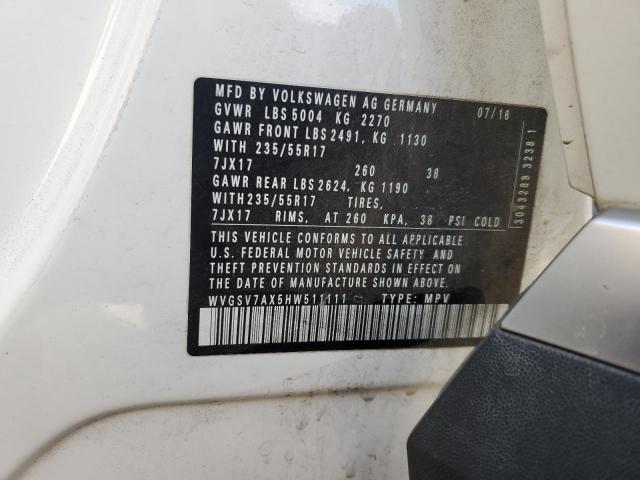 MFD BY VOLKSWAGEN AG GERMANY 07/16
GVWR LBS 5004 KG 2270
GAWR FRONT LBS 2491, KG 1130
WITH 235/55R17
7JX17 260 38
GAWR REAR LBS 2624, KG 1190
WITH 235/55R17 TIRES,
7JX17 RIMS, AT 260 KPA, 38 PSI COLD
THIS VEHICLE CONFORMS TO ALL APPLICABLE
U.S. FEDERAL MOTOR VEHICLE SAFETY AND
THEFT PREVENTION STANDARDS IN EFFECT ON
THE DATE OF MANUFACTURE SHOWN ABOVE.
WVGSV7AX5HW511111 TYPE: MPV
3043289 3238 1